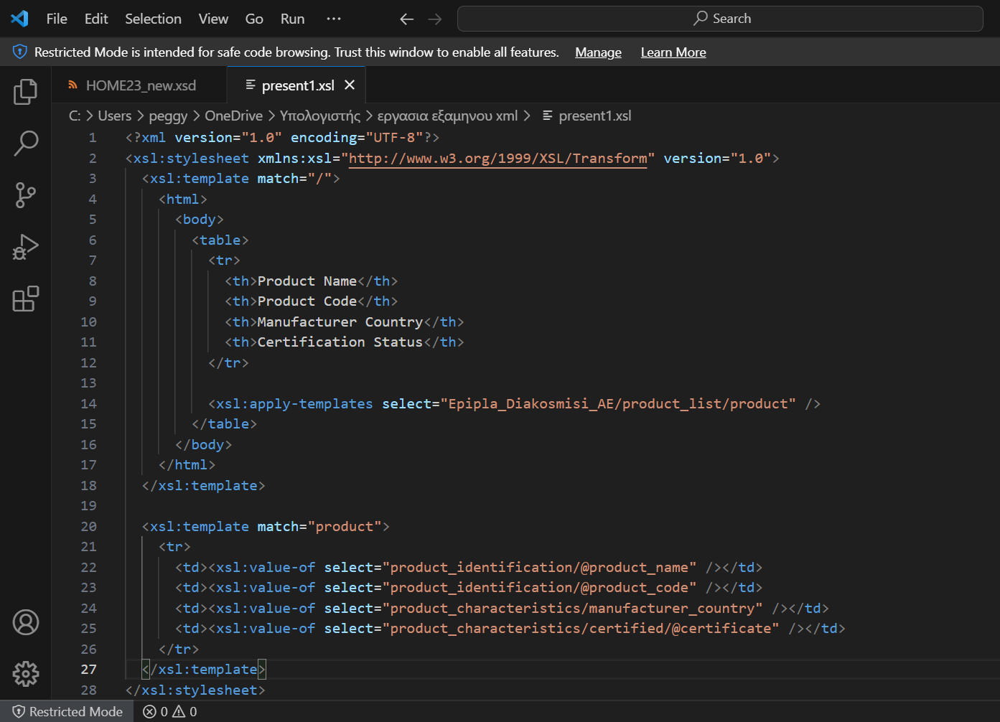 File Edit Selection View Go Run ··· Search
Restricted Mode is intended for safe code browsing. Trust this window to enable all features. Manage Learn More
HOME23_new.xsd present1.xsl
C: > Users > peggy > OneDrive > Υπολογιστής > εργασια εξαμηνου xml > present1.xsl
1 <?xml version="1.0" encoding="UTF-8"?>
2 <xsl:stylesheet xmlns:xsl="http://www.w3.org/1999/XSL/Transform" version="1.0">
3 <xsl:template match="/">
4 <html>
5 <body>
6 <table>
7 <tr>
8 <th>Product Name</th>
9 <th>Product Code</th>
10 <th>Manufacturer Country</th>
11 <th>Certification Status</th>
12 </tr>
13
14 <xsl:apply-templates select="Epipla_Diakosmisi_AE/product_list/product" />
15 </table>
16 </body>
17 </html>
18 </xsl:template>
19
20 <xsl:template match="product">
21 <tr>
22 <td><xsl:value-of select="product_identification/@product_name" /></td>
23 <td><xsl:value-of select="product_identification/@product_code" /></td>
24 <td><xsl:value-of select="product_characteristics/manufacturer_country" /></td>
25 <td><xsl:value-of select="product_characteristics/certified/@certificate" /></td>
26 </tr>
27 </xsl:template>
28 </xsl:stylesheet>
Restricted Mode 0 0